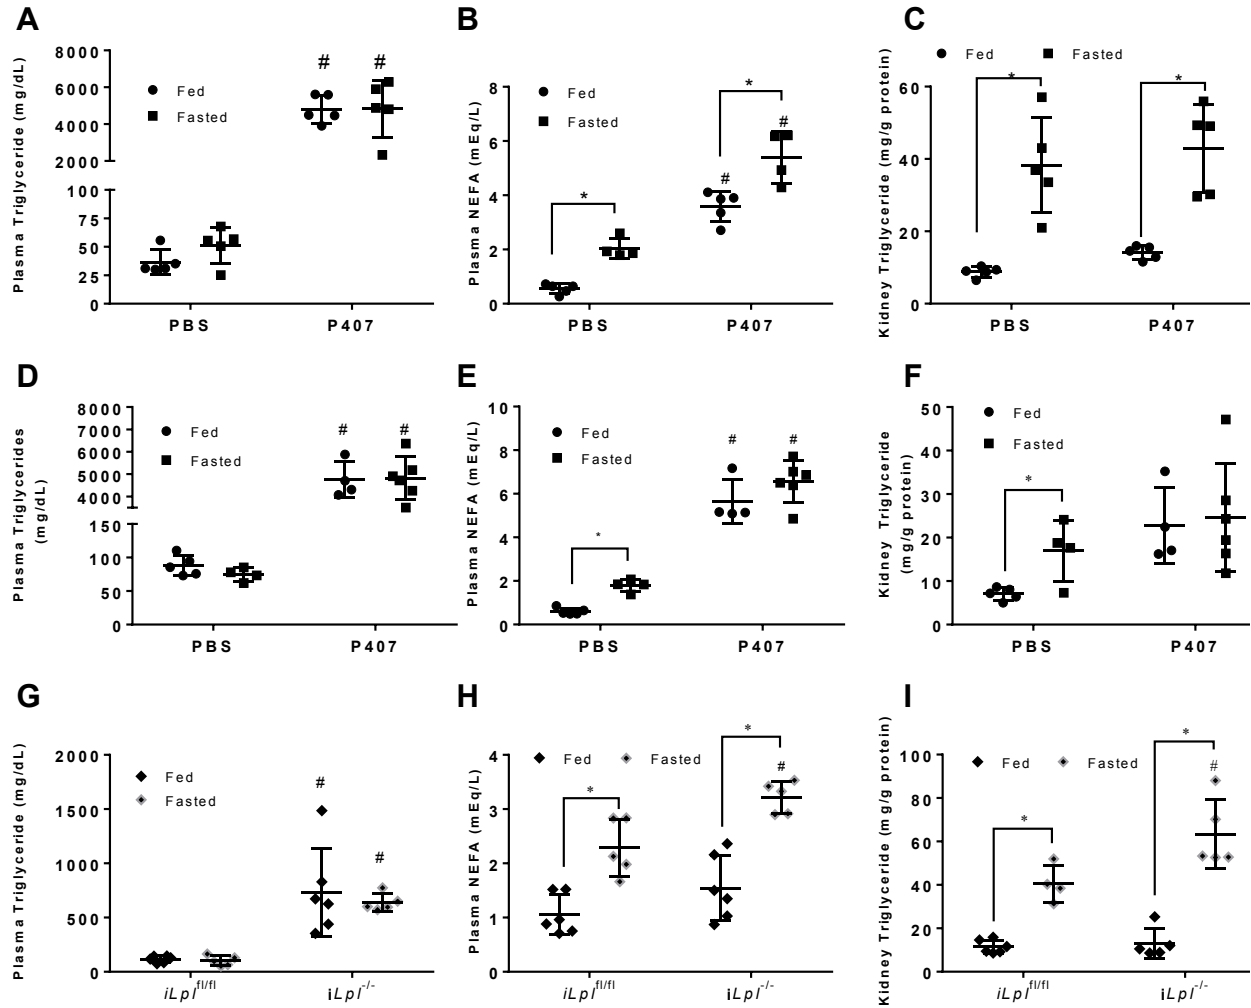 A
Plasma Triglyceride (mg/dL)
8000
6000
4000
2000
100
75
50
25
0
Fed
Fasted
#
#
PBS
P407
B
Plasma NEFA (mEq/L)
8
6
4
2
0
Fed
Fasted
*
*
#
#
PBS
P407
C
Kidney Triglyceride (mg/g protein)
60
40
20
0
Fed
Fasted
*
*
PBS
P407
D
Plasma Triglycerides
(mg/dL)
8000
7000
6000
5000
4000
150
100
50
0
Fed
Fasted
#
#
PBS
P407
E
Plasma NEFA (mEq/L)
10
8
6
4
2
0
Fed
Fasted
*
#
#
PBS
P407
F
Kidney Triglyceride
(mg/g protein)
50
40
30
20
10
0
Fed
Fasted
*
PBS
P407
G
Plasma Triglyceride (mg/dL)
2000
1500
1000
500
0
Fed
Fasted
#
#
iLpl fl/fl
iLpl -/-
H
Plasma NEFA (mEq/L)
4
3
2
1
0
Fed
Fasted
*
*
#
iLpl fl/fl
iLpl -/-
I
Kidney Triglyceride (mg/g protein)
100
80
60
40
20
0
Fed
Fasted
*
*
#
iLpl fl/fl
iLpl -/-